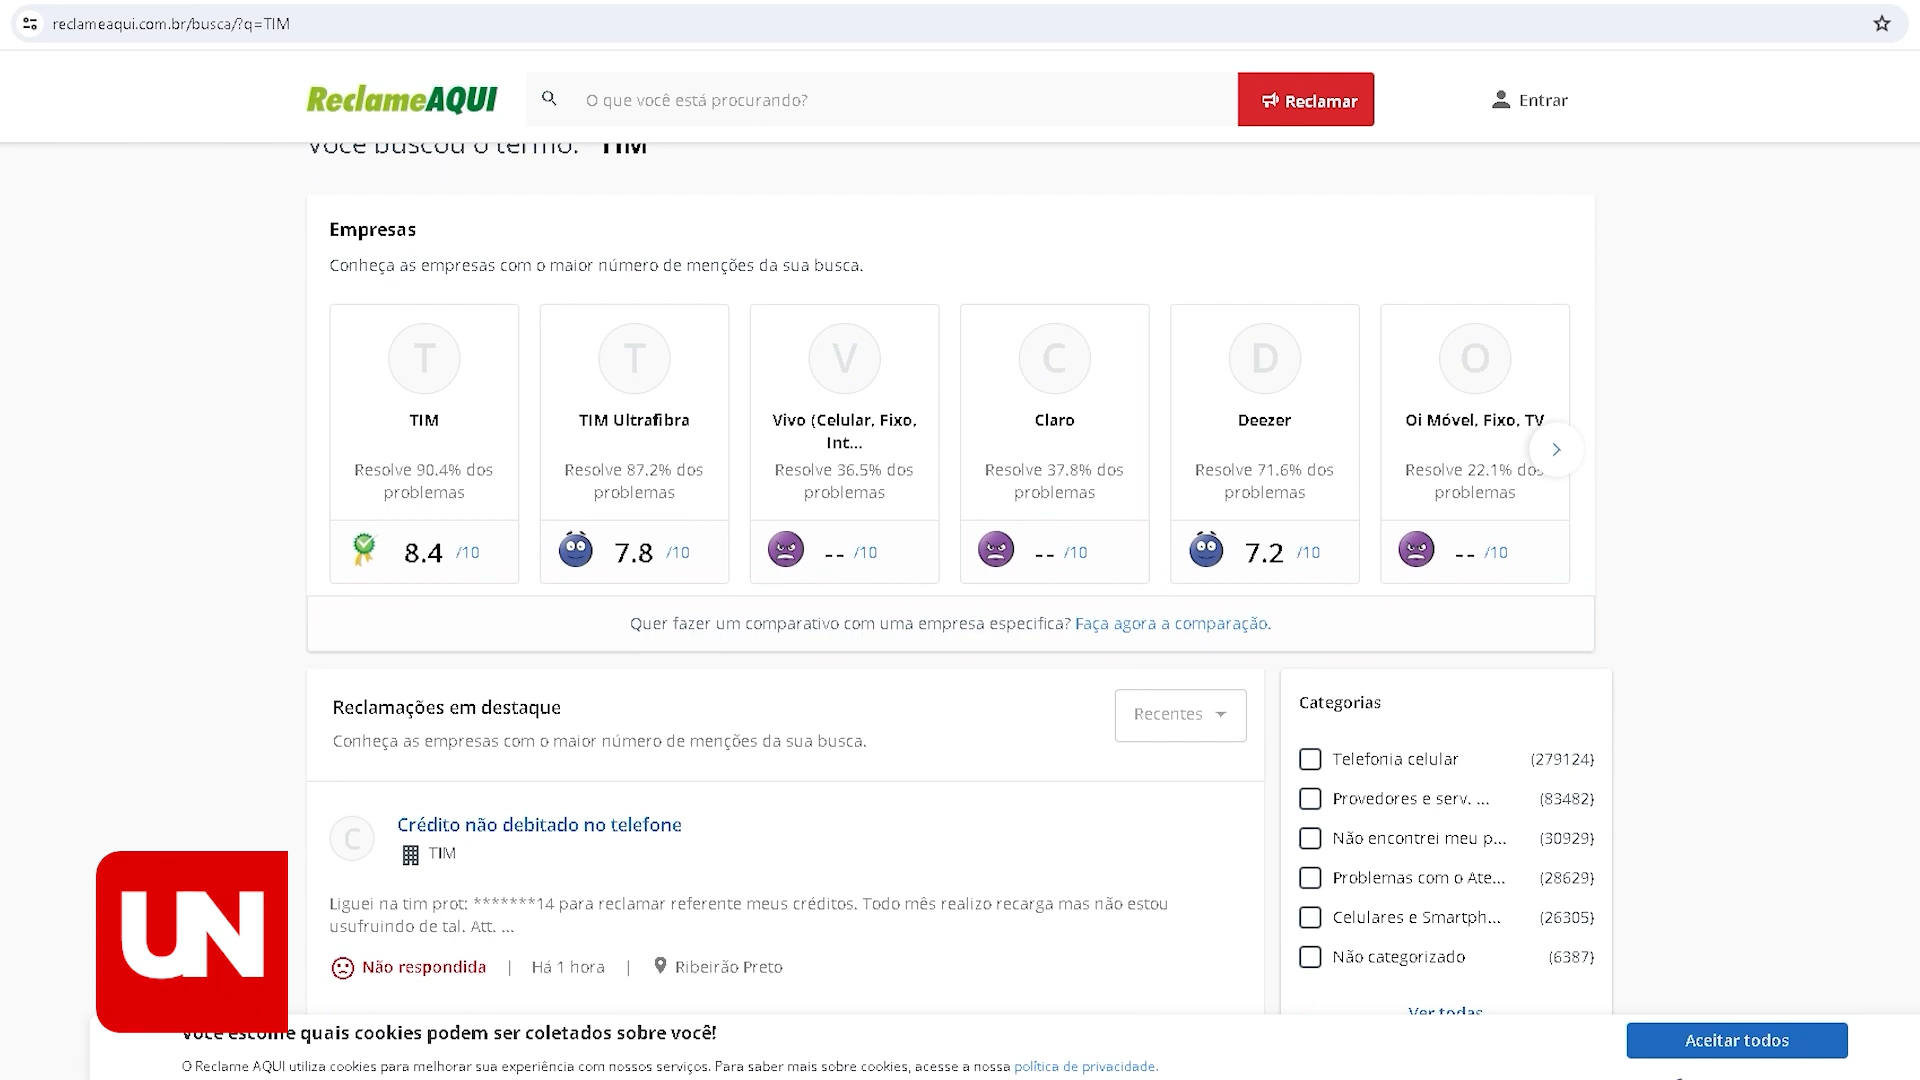 reclameaqui.com.br/busca/?q=TIM
ReclameAQUI
O que você está procurando?
Reclamar
Entrar
Você buscou o termo: TIM
Empresas
Conheça as empresas com o maior número de menções da sua busca.
T
T
V
C
D
O
TIM
TIM Ultrafibra
Vivo (Celular, Fixo,
Int...
Claro
Deezer
Oi Móvel, Fixo, TV
Resolve 90.4% dos
problemas
Resolve 87.2% dos
problemas
Resolve 36.5% dos
problemas
Resolve 37.8% dos
problemas
Resolve 71.6% dos
problemas
Resolve 22.1% dos
problemas
8.4 /10
7.8 /10
-- /10
-- /10
7.2 /10
-- /10
Quer fazer um comparativo com uma empresa especifica? Faça agora a comparação.
Reclamações em destaque
Conheça as empresas com o maior número de menções da sua busca.
Recentes
C
Crédito não debitado no telefone
TIM
Liguei na tim prot: *******14 para reclamar referente meus créditos. Todo mês realizo recarga mas não estou
usufruindo de tal. Att. ...
Não respondida | Há 1 hora | Ribeirão Preto
Categorias
Telefonia celular (279124)
Provedores e serv. ... (83482)
Não encontrei meu p... (30929)
Problemas com o Ate... (28629)
Celulares e Smartph... (26305)
Não categorizado (6387)
Ver todas
UN
Você escolhe quais cookies podem ser coletados sobre você!
O Reclame AQUI utiliza cookies para melhorar sua experiência com nossos serviços. Para saber mais sobre cookies, acesse a nossa política de privacidade.
Aceitar todos